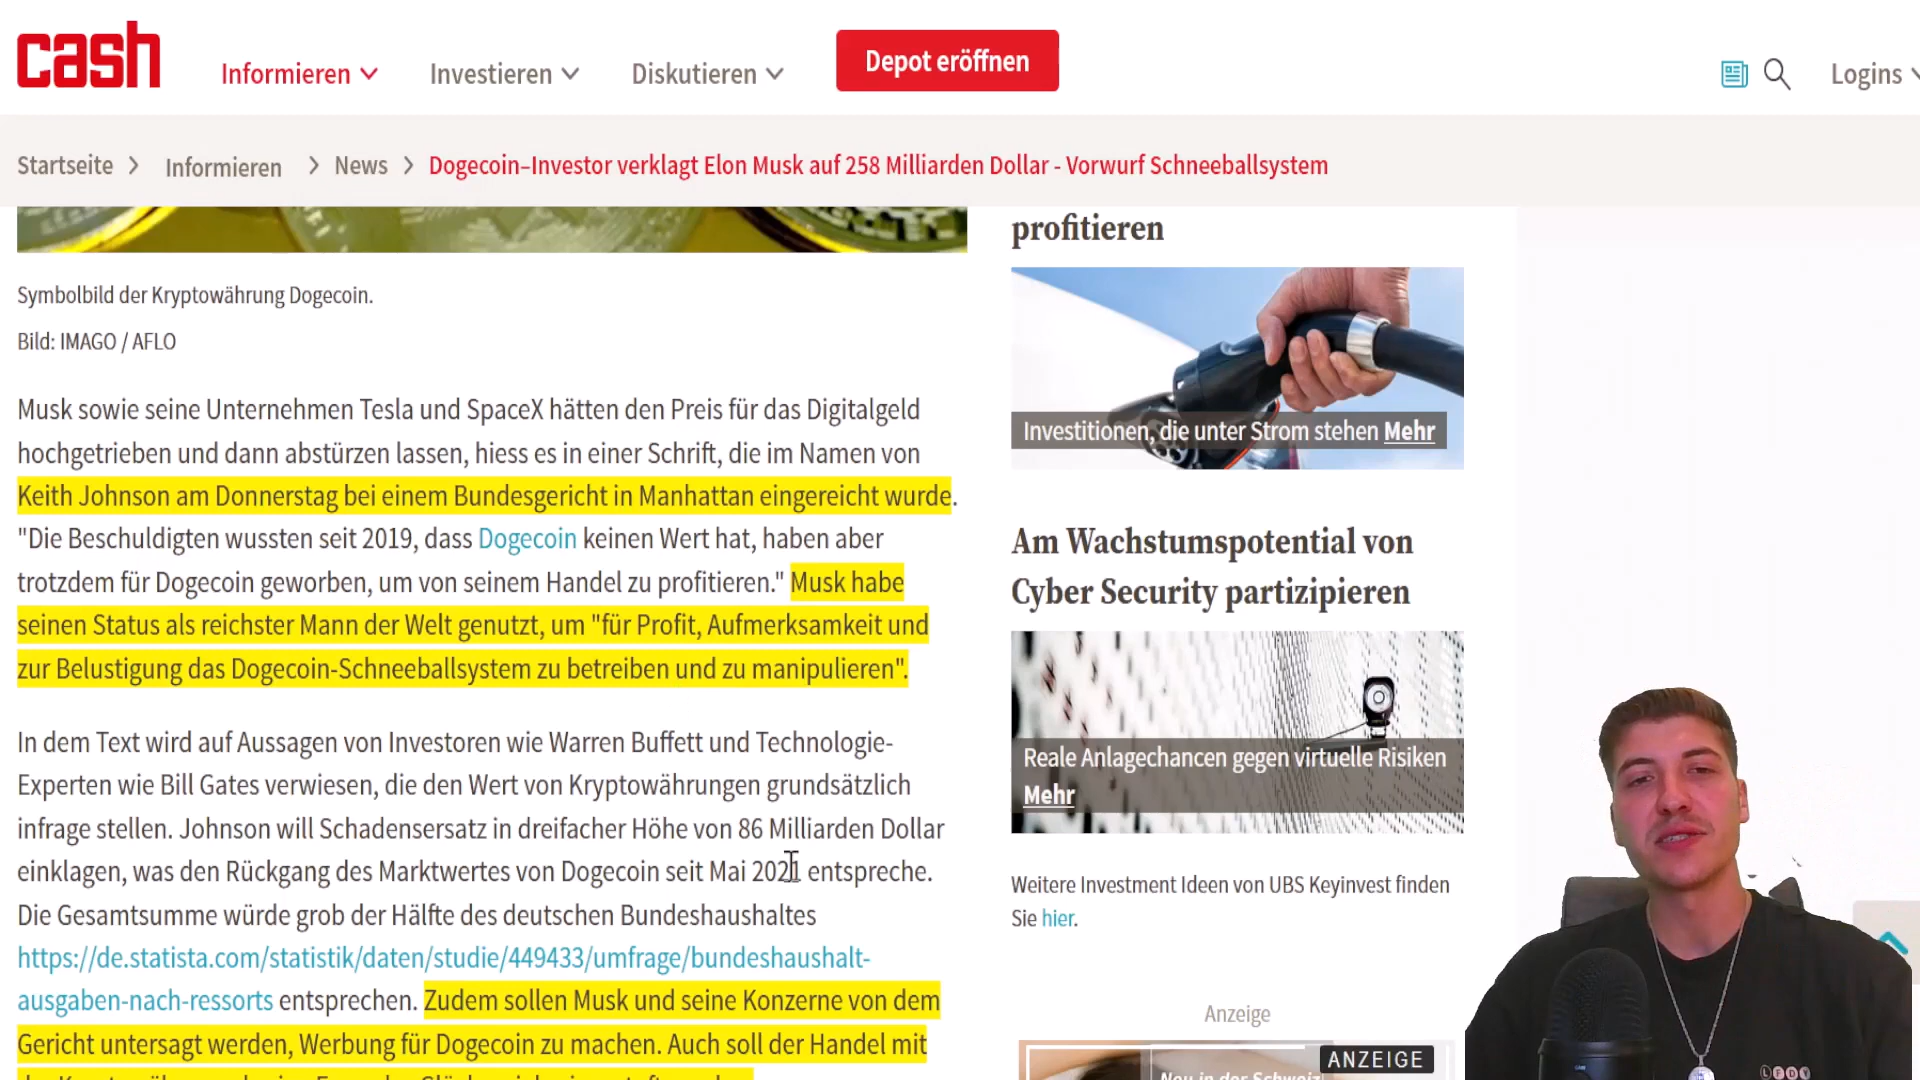 cash
Informieren
Investieren
Diskutieren
Depot eröffnen
Logins
Startseite > Informieren > News > Dogecoin–Investor verklagt Elon Musk auf 258 Milliarden Dollar - Vorwurf Schneeballsystem
Symbolbild der Kryptowährung Dogecoin.
Bild: IMAGO / AFLO
Musk sowie seine Unternehmen Tesla und SpaceX hätten den Preis für das Digitalgeld
hochgetrieben und dann abstürzen lassen, hiess es in einer Schrift, die im Namen von
Keith Johnson am Donnerstag bei einem Bundesgericht in Manhattan eingereicht wurde.
"Die Beschuldigten wussten seit 2019, dass Dogecoin keinen Wert hat, haben aber
trotzdem für Dogecoin geworben, um von seinem Handel zu profitieren." Musk habe
seinen Status als reichster Mann der Welt genutzt, um "für Profit, Aufmerksamkeit und
zur Belustigung das Dogecoin-Schneeballsystem zu betreiben und zu manipulieren".
In dem Text wird auf Aussagen von Investoren wie Warren Buffett und Technologie-
Experten wie Bill Gates verwiesen, die den Wert von Kryptowährungen grundsätzlich
infrage stellen. Johnson will Schadensersatz in dreifacher Höhe von 86 Milliarden Dollar
einklagen, was den Rückgang des Marktwertes von Dogecoin seit Mai 2021 entspreche.
Die Gesamtsumme würde grob der Hälfte des deutschen Bundeshaushaltes
https://de.statista.com/statistik/daten/studie/449433/umfrage/bundeshaushalt-
ausgaben-nach-ressorts entsprechen. Zudem sollen Musk und seine Konzerne von dem
Gericht untersagt werden, Werbung für Dogecoin zu machen. Auch soll der Handel mit
profitieren
Investitionen, die unter Strom stehen Mehr
Am Wachstumspotential von
Cyber Security partizipieren
Reale Anlagechancen gegen virtuelle Risiken
Mehr
Weitere Investment Ideen von UBS Keyinvest finden
Sie hier.
Anzeige
ANZEIGE
Neu in der Schweiz
LFDY